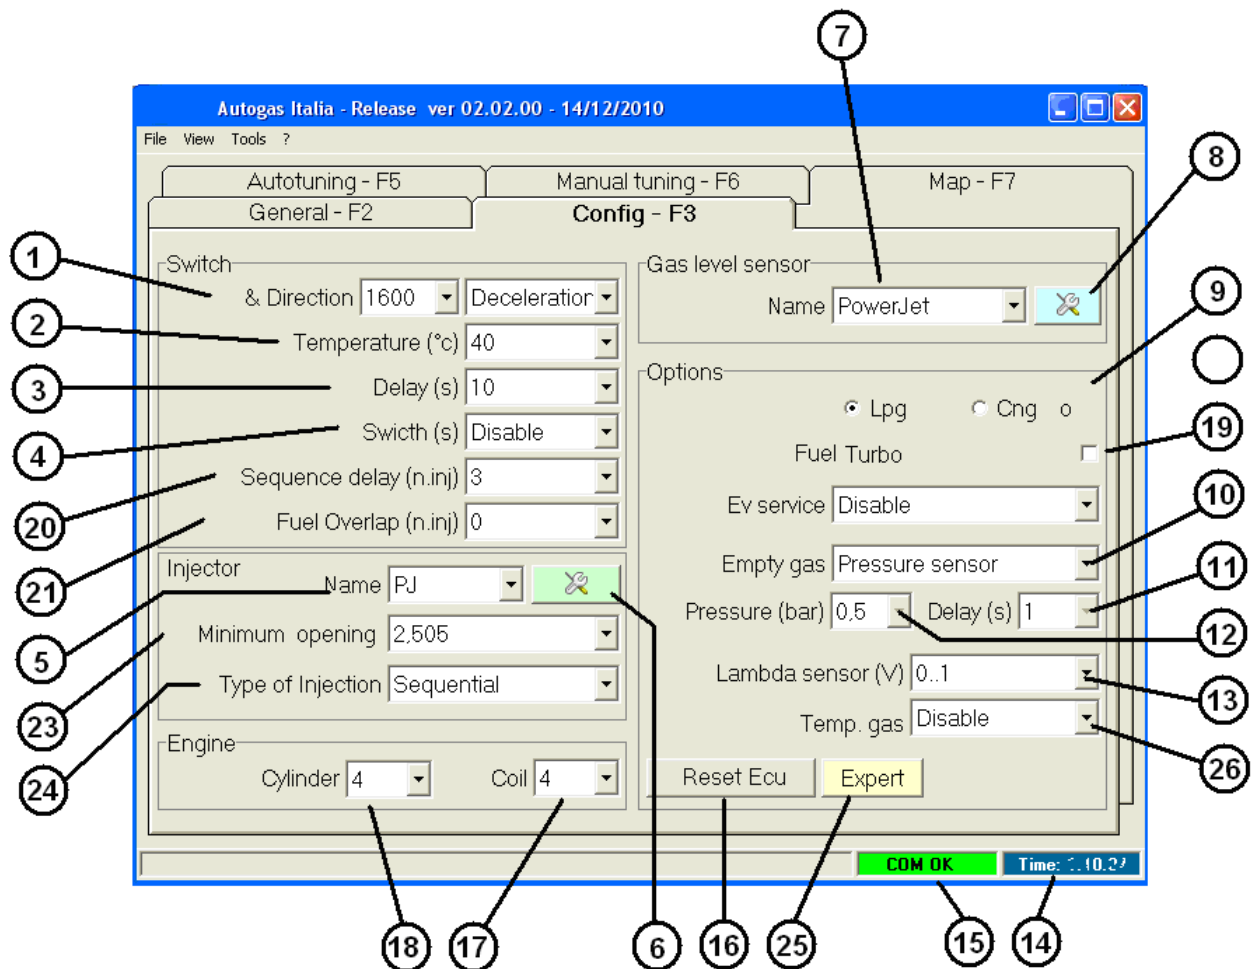 7
Autogas Italia - Release ver 02.02.00 - 14/12/2010
File View Tools ?
8
Autotuning - F5 Manual tuning - F6 Map - F7
General - F2 Config - F3
1
Switch
& Direction 1600 Deceleration
2
Temperature (°c) 40
3
Delay (s) 10
4
Swicth (s) Disable
20
Sequence delay (n.inj) 3
21
Fuel Overlap (n.inj) 0
Injector
5
Name PJ
23
Minimum opening 2,505
24
Type of Injection Sequential
Engine
Cylinder 4 Coil 4
Gas level sensor
Name PowerJet
9
Options
Lpg Cng o
19
Fuel Turbo
Ev service Disable
10
Empty gas Pressure sensor
11
Pressure (bar) 0,5 Delay (s) 1
12
Lambda sensor (V) 0..1
13
Temp. gas Disable
26
Reset Ecu Expert
COM OK Time:
18 17 6 16 25 15 14